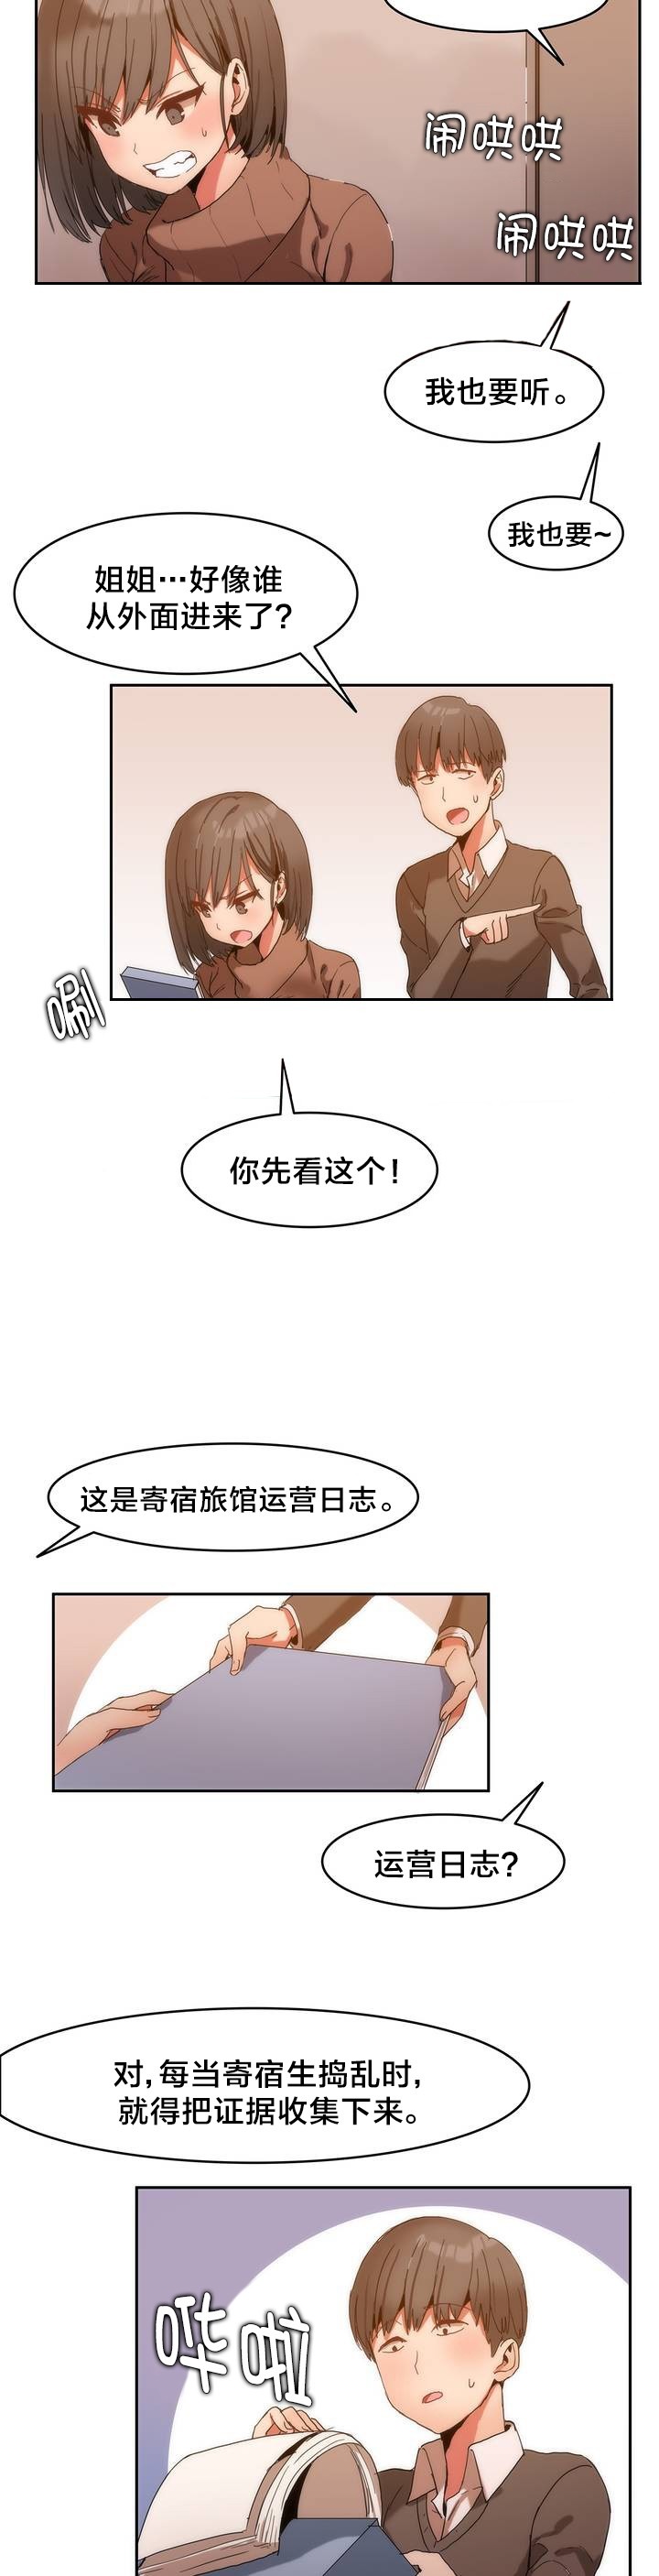 闹哄哄
闹哄哄
我也要听。
我也要~
姐姐…好像谁
从外面进来了?
唰
你先看这个!
这是寄宿旅馆运营日志。
运营日志?
对,每当寄宿生捣乱时,
就得把证据收集下来。